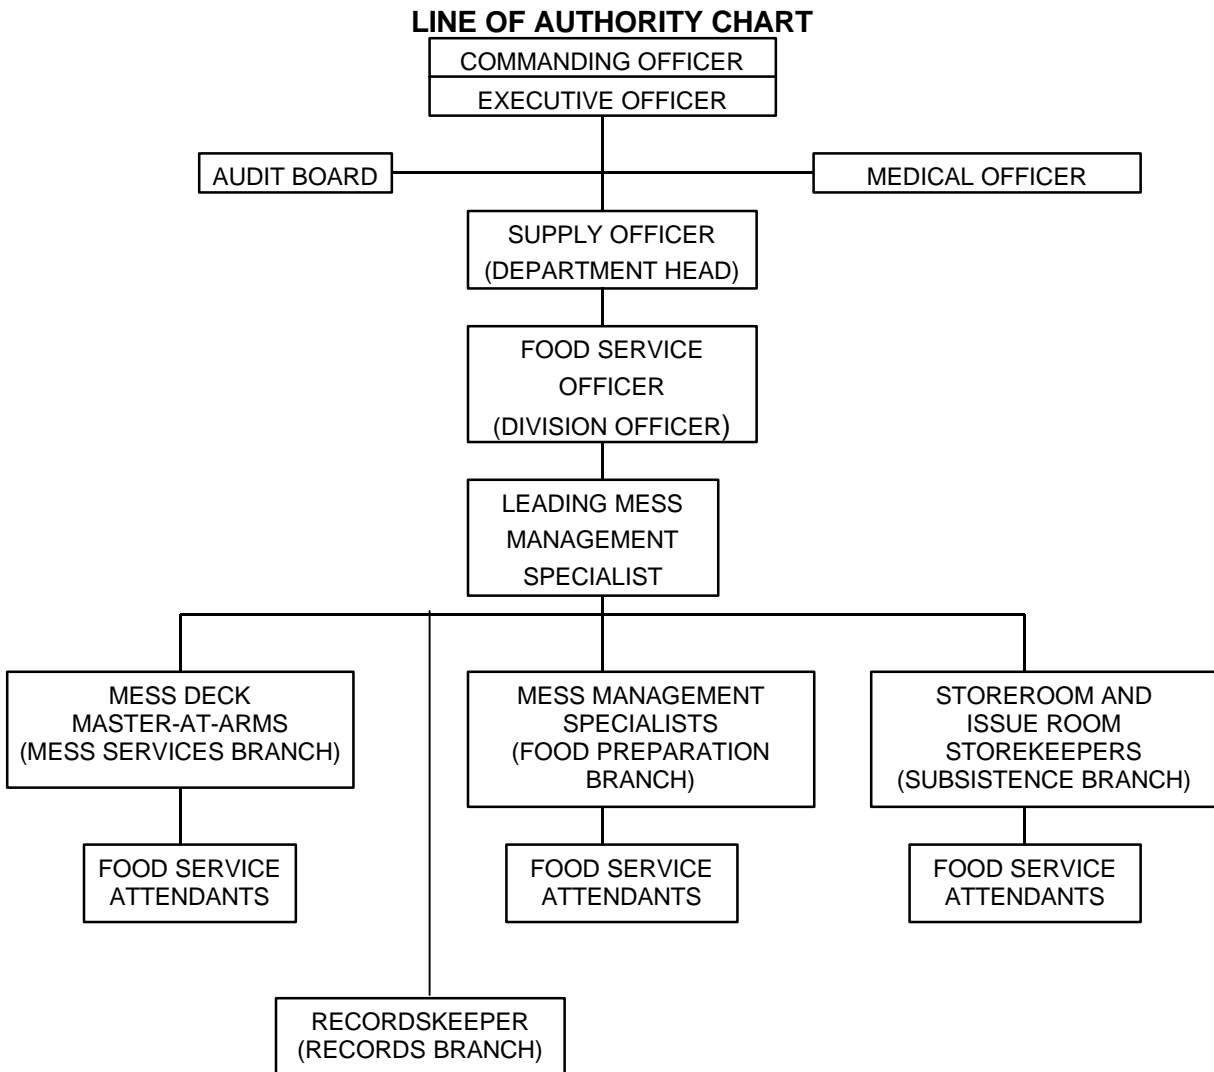 LINE OF AUTHORITY CHART
COMMANDING OFFICER
EXECUTIVE OFFICER
AUDIT BOARD
MEDICAL OFFICER
SUPPLY OFFICER
(DEPARTMENT HEAD)
FOOD SERVICE
OFFICER
(DIVISION OFFICER)
LEADING MESS
MANAGEMENT
SPECIALIST
MESS DECK
MASTER-AT-ARMS
(MESS SERVICES BRANCH)
MESS MANAGEMENT
SPECIALISTS
(FOOD PREPARATION
BRANCH)
STOREROOM AND
ISSUE ROOM
STOREKEEPERS
(SUBSISTENCE BRANCH)
FOOD SERVICE
ATTENDANTS
FOOD SERVICE
ATTENDANTS
FOOD SERVICE
ATTENDANTS
RECORDSKEEPER
(RECORDS BRANCH)